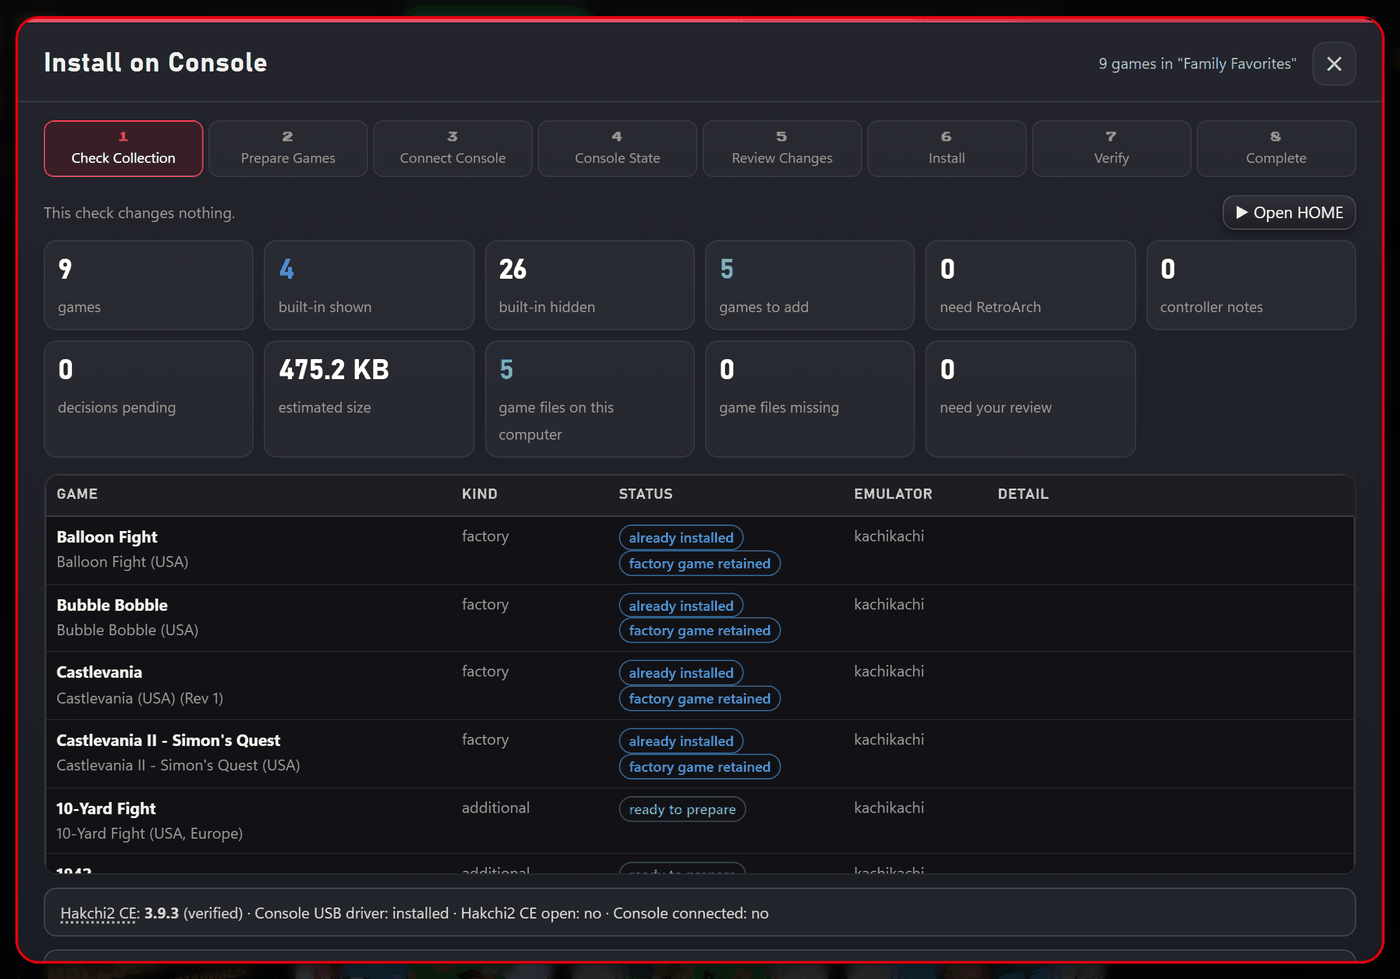 Install on Console
9 games in "Family Favorites"
1
Check Collection
2
Prepare Games
3
Connect Console
4
Console State
5
Review Changes
6
Install
7
Verify
8
Complete
This check changes nothing.
Open HOME
9
games
4
built-in shown
26
built-in hidden
5
games to add
0
need RetroArch
0
controller notes
0
decisions pending
475.2 KB
estimated size
5
game files on this
computer
0
game files missing
0
need your review
GAME KIND STATUS EMULATOR DETAIL
Balloon Fight factory already installed kachikachi
Balloon Fight (USA) factory game retained
Bubble Bobble factory already installed kachikachi
Bubble Bobble (USA) factory game retained
Castlevania factory already installed kachikachi
Castlevania (USA) (Rev 1) factory game retained
Castlevania II - Simon's Quest factory already installed kachikachi
Castlevania II - Simon's Quest (USA) factory game retained
10-Yard Fight additional ready to prepare kachikachi
10-Yard Fight (USA, Europe)
1942 additional ready to prepare kachikachi
Hakchi2 CE: 3.9.3 (verified) · Console USB driver: installed · Hakchi2 CE open: no · Console connected: no